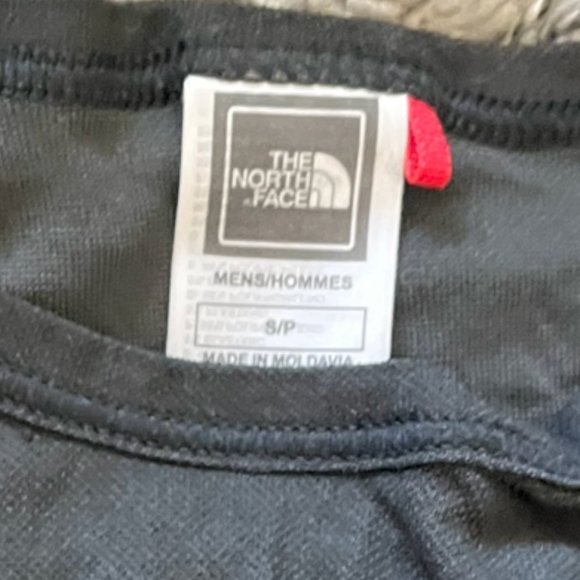 THE
NORTH
FACE
MENS/HOMMES
S/P
MADE IN MOLDAVIA